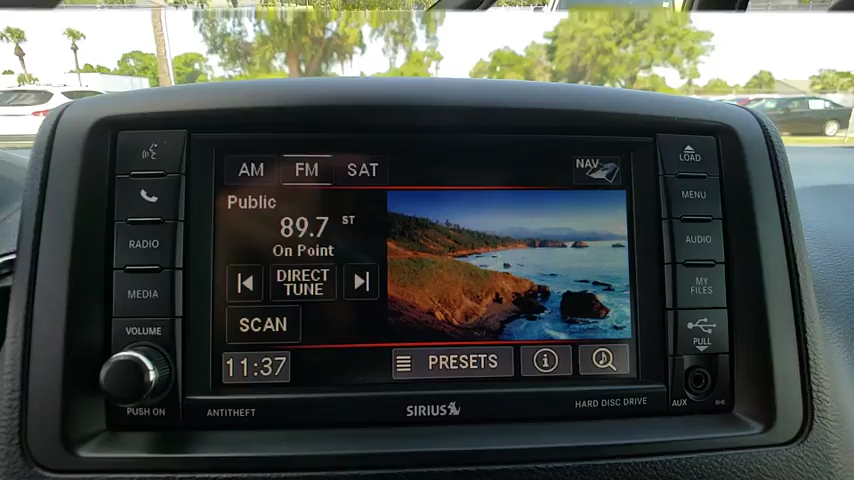 AM FM SAT NAV
Public
89.7 ST
On Point
DIRECT
TUNE
SCAN
11:37 PRESETS i
RADIO
MEDIA
VOLUME
PUSH ON
LOAD
MENU
AUDIO
MY
FILES
PULL
AUX RHB
ANTITHEFT SIRIUS HARD DISC DRIVE